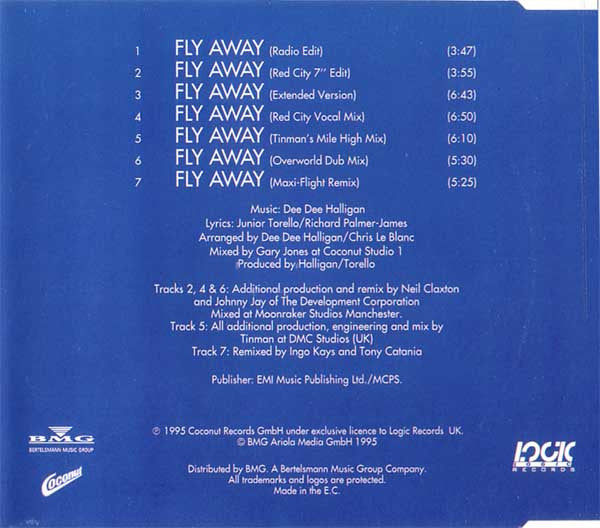 1 FLY AWAY (Radio Edit) (3:47)
2 FLY AWAY (Red City 7'' Edit) (3:55)
3 FLY AWAY (Extended Version) (6:43)
4 FLY AWAY (Red City Vocal Mix) (6:50)
5 FLY AWAY (Tinman's Mile High Mix) (6:10)
6 FLY AWAY (Overworld Dub Mix) (5:30)
7 FLY AWAY (Maxi-Flight Remix) (5:25)
Music: Dee Dee Halligan
Lyrics: Junior Torello/Richard Palmer-James
Arranged by Dee Dee Halligan/Chris Le Blanc
Mixed by Gary Jones at Coconut Studio 1
Produced by Halligan/Torello
Tracks 2, 4 & 6: Additional production and remix by Neil Claxton
and Johnny Jay of The Development Corporation
Mixed at Moonraker Studios Manchester.
Track 5: All additional production, engineering and mix by
Tinman at DMC Studios (UK)
Track 7: Remixed by Ingo Kays and Tony Catania
Publisher: EMI Music Publishing Ltd./MCPS.
℗ 1995 Coconut Records GmbH under exclusive licence to Logic Records UK.
© BMG Ariola Media GmbH 1995
Distributed by BMG. A Bertelsmann Music Group Company.
All trademarks and logos are protected.
Made in the E.C.
BMG
BERTELSMANN MUSIC GROUP
Coconut
LOGIC
LOGIC
RECORDS